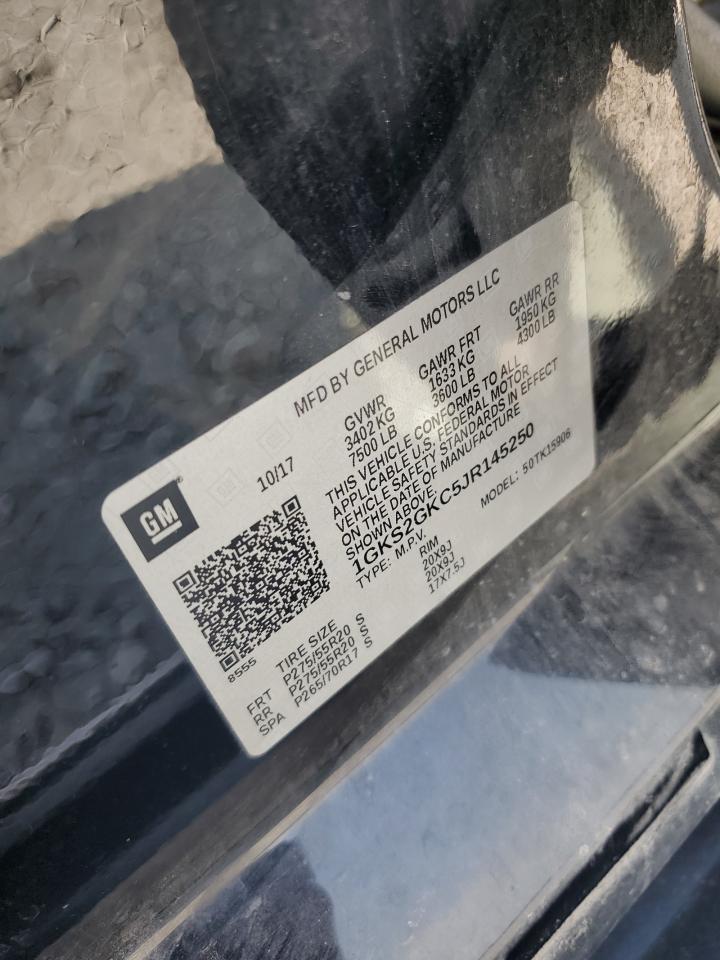 MFD BY GENERAL MOTORS LLC
GM
10/17
GVWR GAWR FRT GAWR RR
3402 KG 1633 KG 1950 KG
7500 LB 3600 LB 4300 LB
THIS VEHICLE CONFORMS TO ALL
APPLICABLE U.S. FEDERAL MOTOR
VEHICLE SAFETY STANDARDS IN EFFECT
ON THE DATE OF MANUFACTURE
SHOWN ABOVE
1GKS2GKC5JR145250
TYPE: M.P.V. MODEL: 50TK15906
8555
TIRE SIZE RIM
FRT P275/55R20 S 20X9J
RR P275/55R20 S 20X9J
SPA P265/70R17 S 17X7.5J